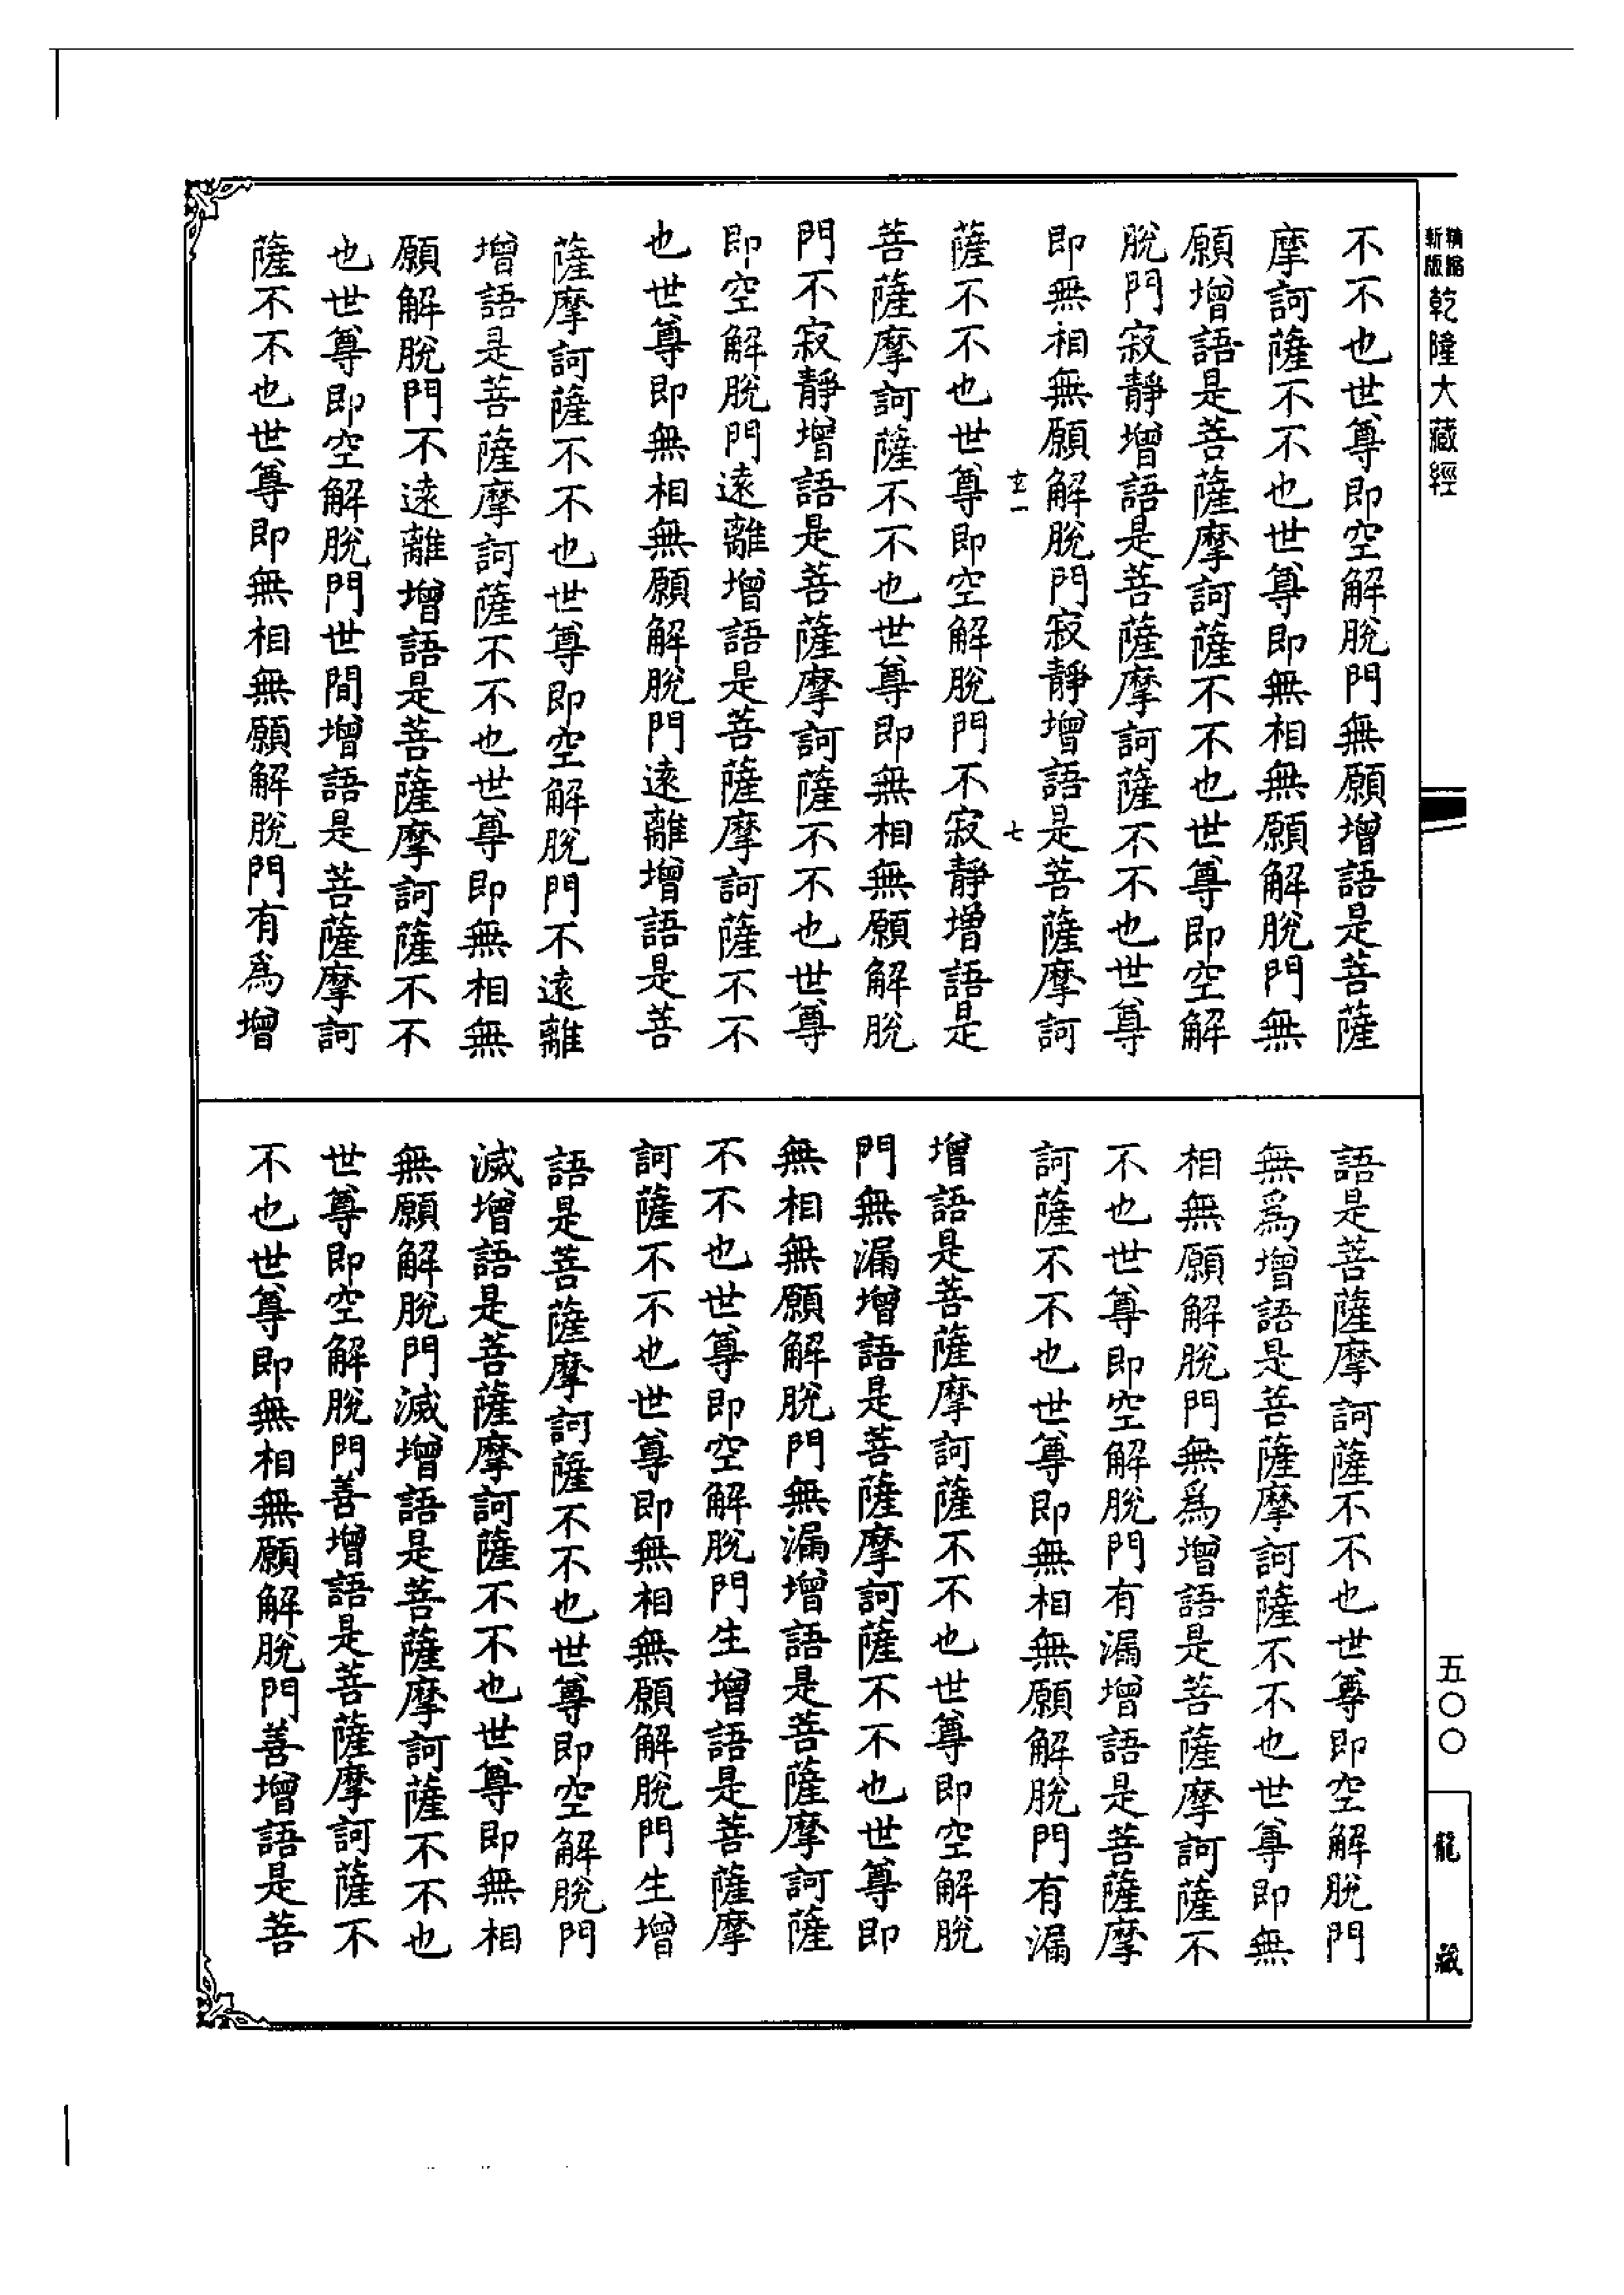 精縮
新版
乾隆大藏經
五〇〇
龍藏
不不也世尊即空解脫門無願增語是菩薩
摩訶薩不不也世尊即無相無願解脫門無
願增語是菩薩摩訶薩不不也世尊即空解
脫門寂靜增語是菩薩摩訶薩不不也世尊
即無相無願解脫門寂靜增語是菩薩摩訶
玄一
七
薩不不也世尊即空解脫門不寂靜增語是
菩薩摩訶薩不不也世尊即無相無願解脫
門不寂靜增語是菩薩摩訶薩不不也世尊
即空解脫門遠離增語是菩薩摩訶薩不不
也世尊即無相無願解脫門遠離增語是菩
薩摩訶薩不不也世尊即空解脫門不遠離
增語是菩薩摩訶薩不不也世尊即無相無
願解脫門不遠離增語是菩薩摩訶薩不不
也世尊即空解脫門世間增語是菩薩摩訶
薩不不也世尊即無相無願解脫門有為增
語是菩薩摩訶薩不不也世尊即空解脫門
無為增語是菩薩摩訶薩不不也世尊即無
相無願解脫門無為增語是菩薩摩訶薩不
不也世尊即空解脫門有漏增語是菩薩摩
訶薩不不也世尊即無相無願解脫門有漏
增語是菩薩摩訶薩不不也世尊即空解脫
門無漏增語是菩薩摩訶薩不不也世尊即
無相無願解脫門無漏增語是菩薩摩訶薩
不不也世尊即空解脫門生增語是菩薩摩
訶薩不不也世尊即無相無願解脫門生增
語是菩薩摩訶薩不不也世尊即空解脫門
滅增語是菩薩摩訶薩不不也世尊即無相
無願解脫門滅增語是菩薩摩訶薩不不也
世尊即空解脫門善增語是菩薩摩訶薩不
不也世尊即無相無願解脫門善增語是菩